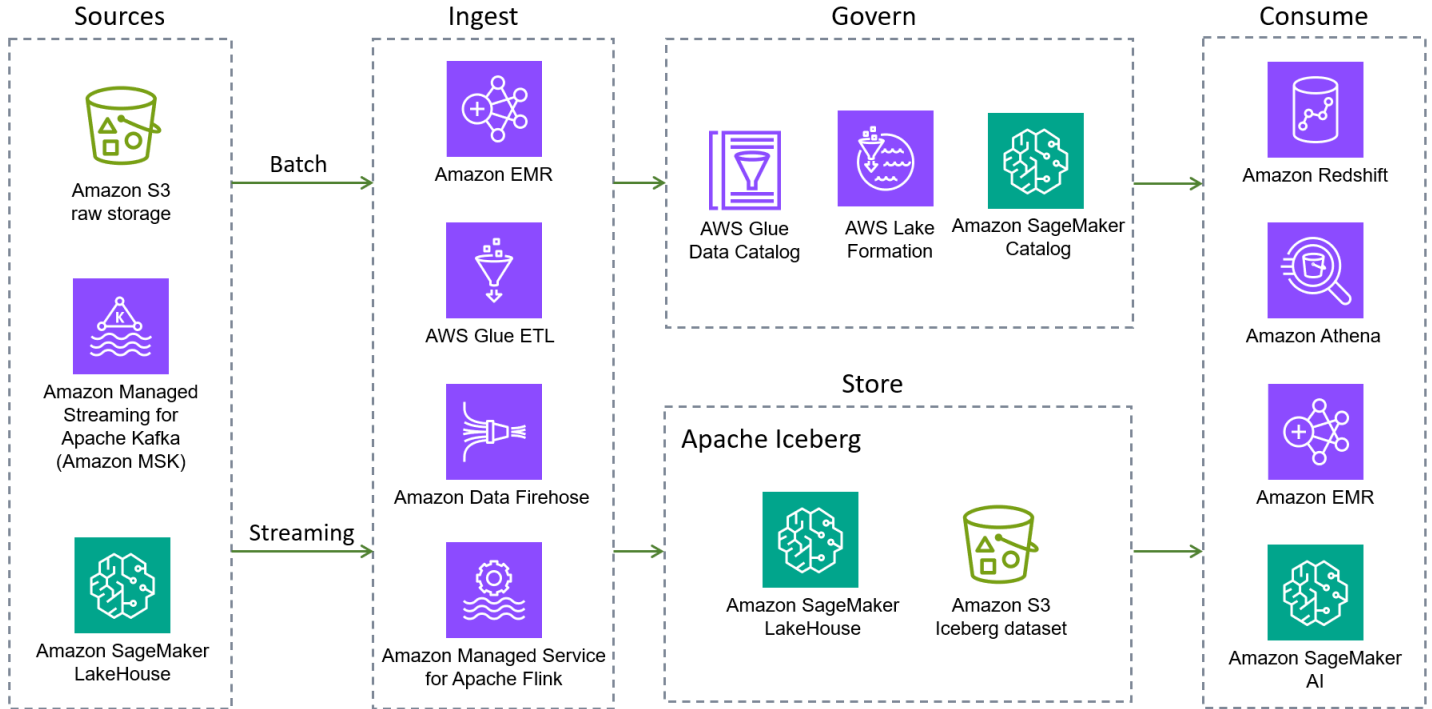 Sources
Amazon S3
raw storage
Amazon Managed
Streaming for
Apache Kafka
(Amazon MSK)
K
Amazon SageMaker
LakeHouse
Batch
Streaming
Ingest
Amazon EMR
AWS Glue ETL
Amazon Data Firehose
Amazon Managed Service
for Apache Flink
Govern
AWS Glue
Data Catalog
AWS Lake
Formation
Amazon SageMaker
Catalog
Store
Apache Iceberg
Amazon SageMaker
LakeHouse
Amazon S3
Iceberg dataset
Consume
Amazon Redshift
Amazon Athena
Amazon EMR
Amazon SageMaker
AI